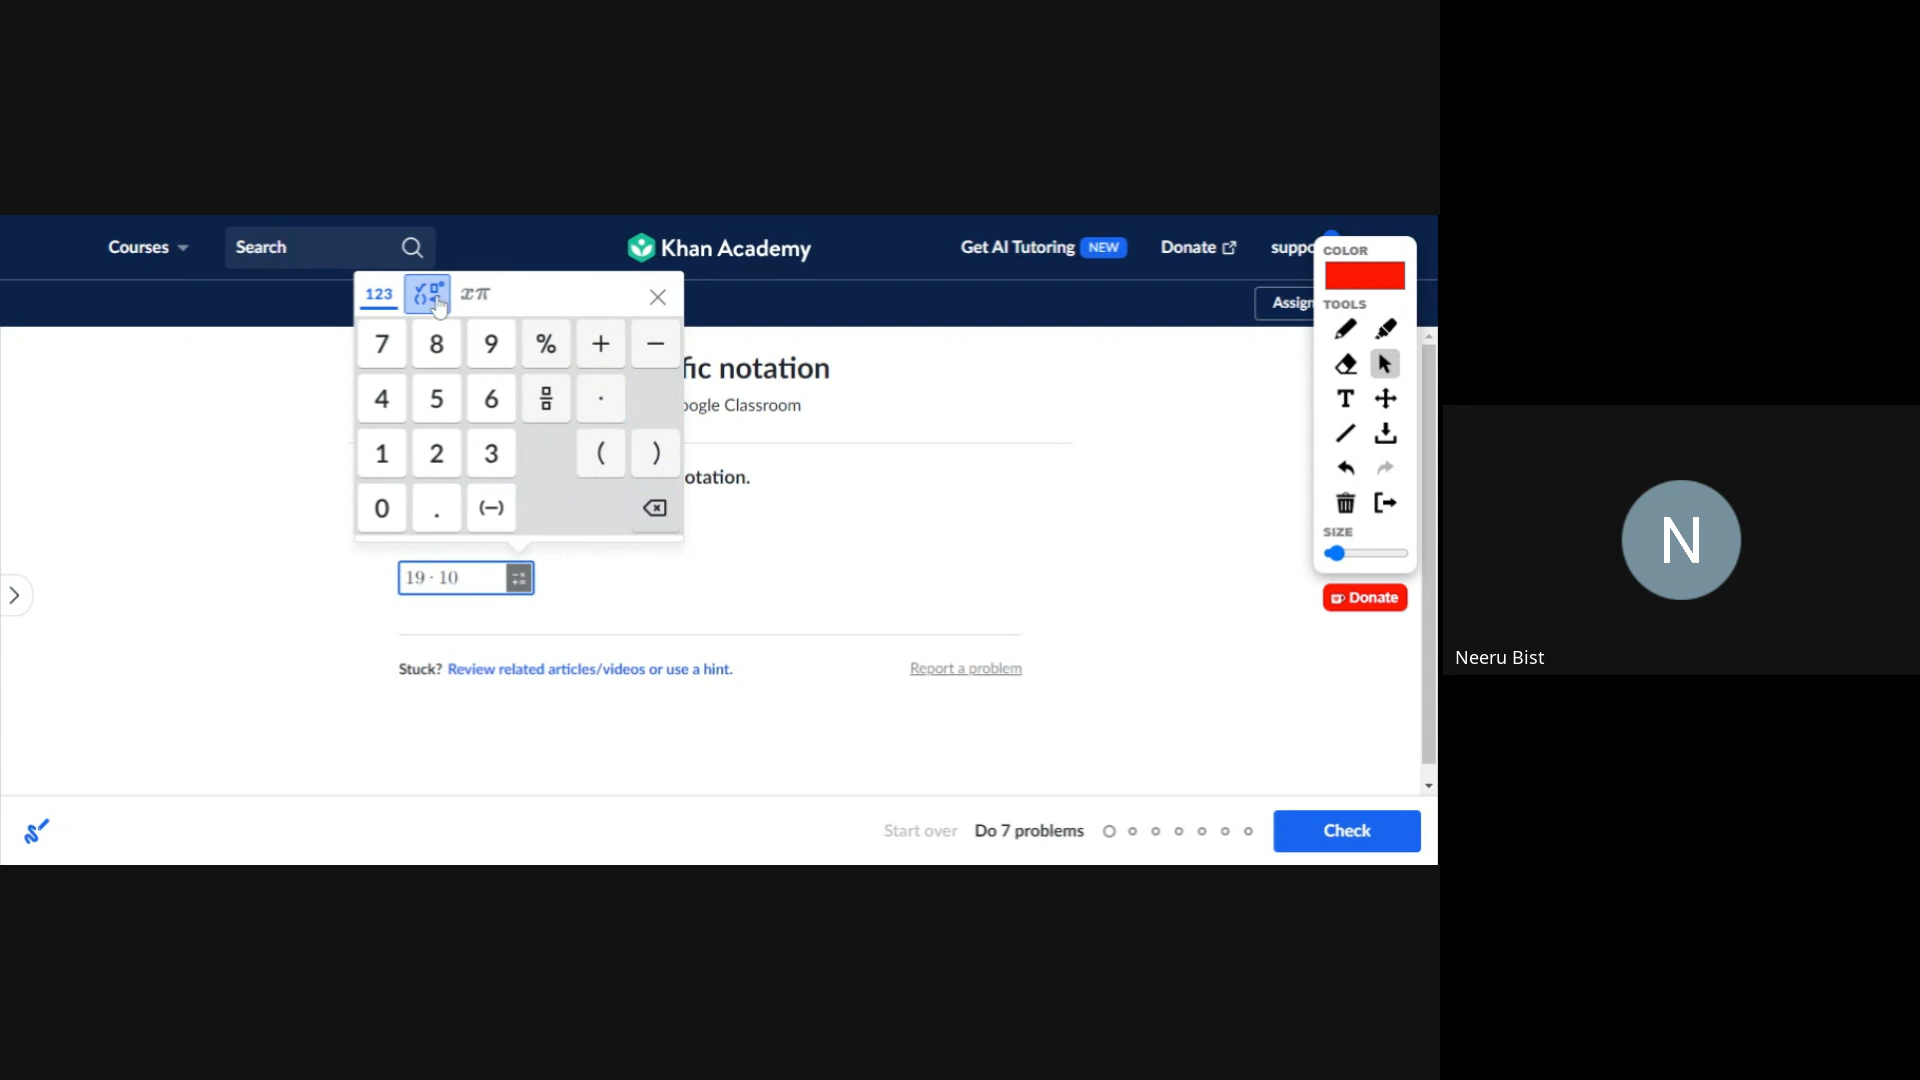 Courses
Search
Khan Academy
Get AI Tutoring NEW
Donate
suppo
Assign
COLOR
TOOLS
SIZE
Donate
123
xπ
7 8 9 % + −
4 5 6 ·
1 2 3 ( )
0 . (−)
fic notation
oogle Classroom
otation.
19 · 10
Stuck? Review related articles/videos or use a hint.
Report a problem
Start over
Do 7 problems
Check
N
Neeru Bist